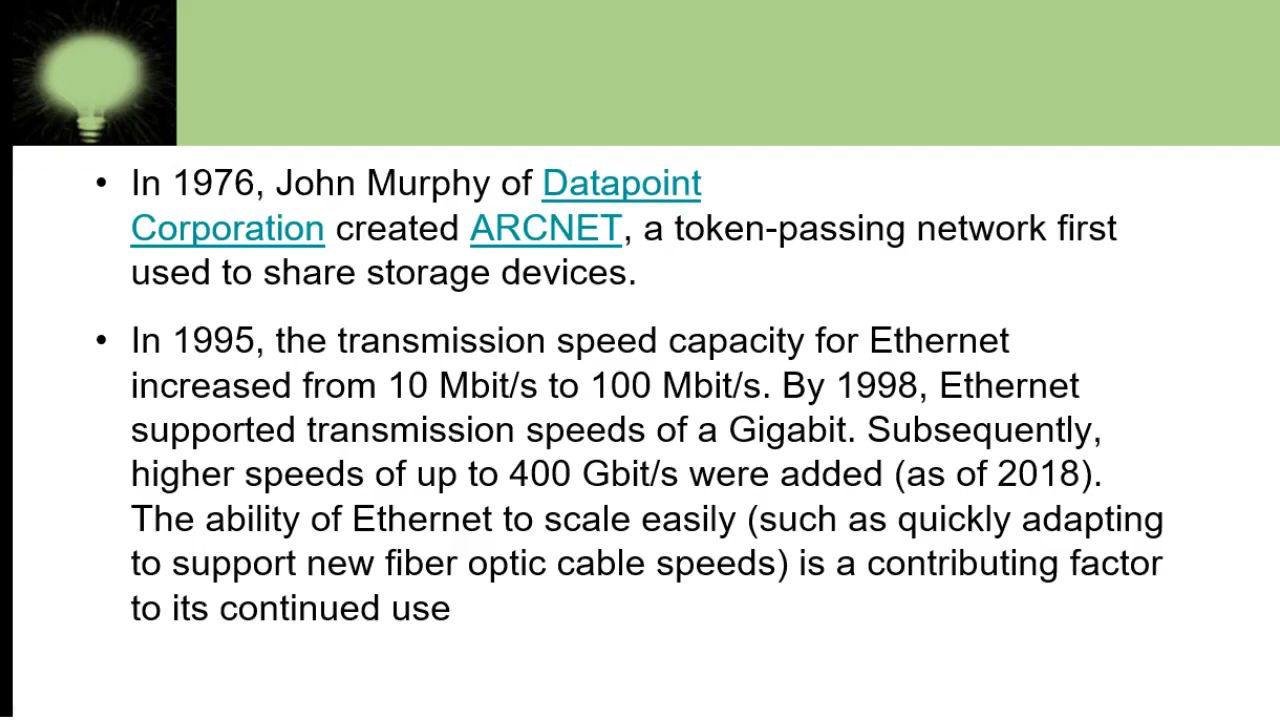 • In 1976, John Murphy of Datapoint
Corporation created ARCNET, a token-passing network first
used to share storage devices.
• In 1995, the transmission speed capacity for Ethernet
increased from 10 Mbit/s to 100 Mbit/s. By 1998, Ethernet
supported transmission speeds of a Gigabit. Subsequently,
higher speeds of up to 400 Gbit/s were added (as of 2018).
The ability of Ethernet to scale easily (such as quickly adapting
to support new fiber optic cable speeds) is a contributing factor
to its continued use